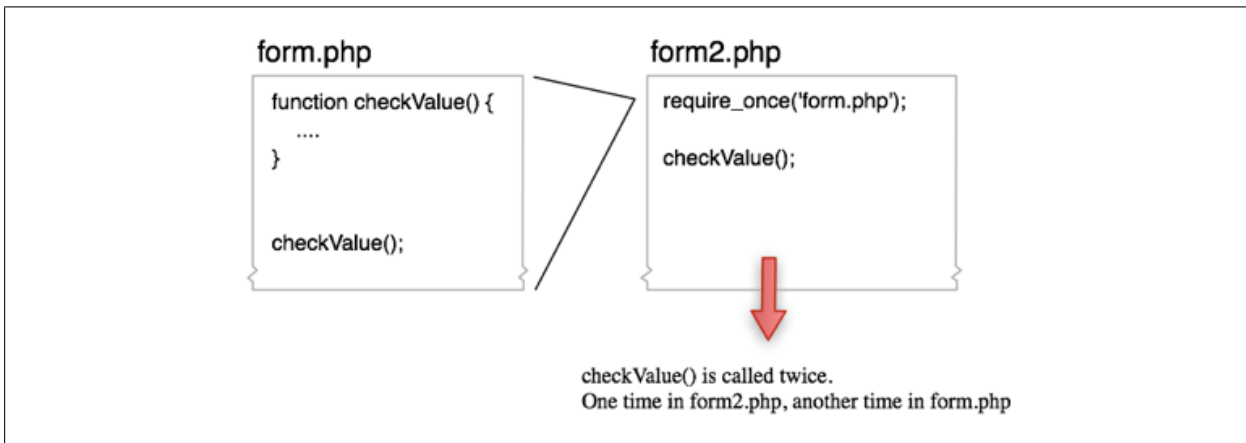 form.php
function checkValue() {
....
}
checkValue();
form2.php
require_once('form.php');
checkValue();
checkValue() is called twice.
One time in form2.php, another time in form.php